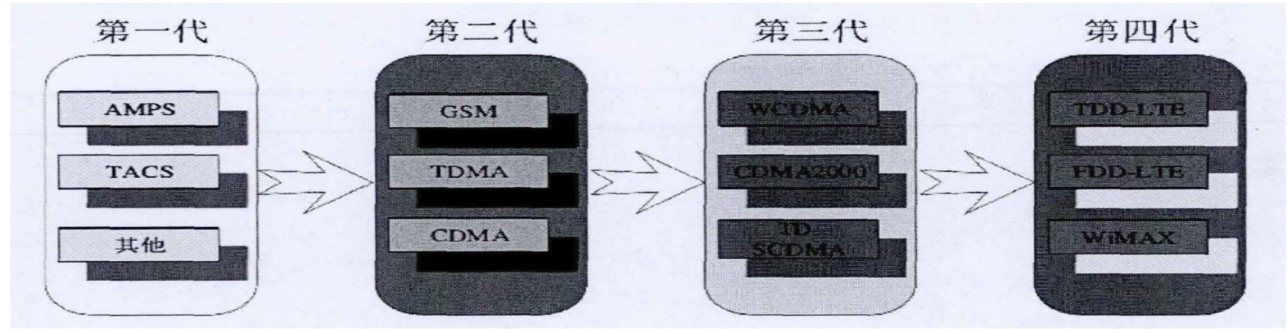 第一代
第二代
第三代
第四代
AMPS
TACS
其他
GSM
TDMA
CDMA
WCDMA
CDMA2000
TD
SCDMA
TDD-LTE
FDD-LTE
WiMAX